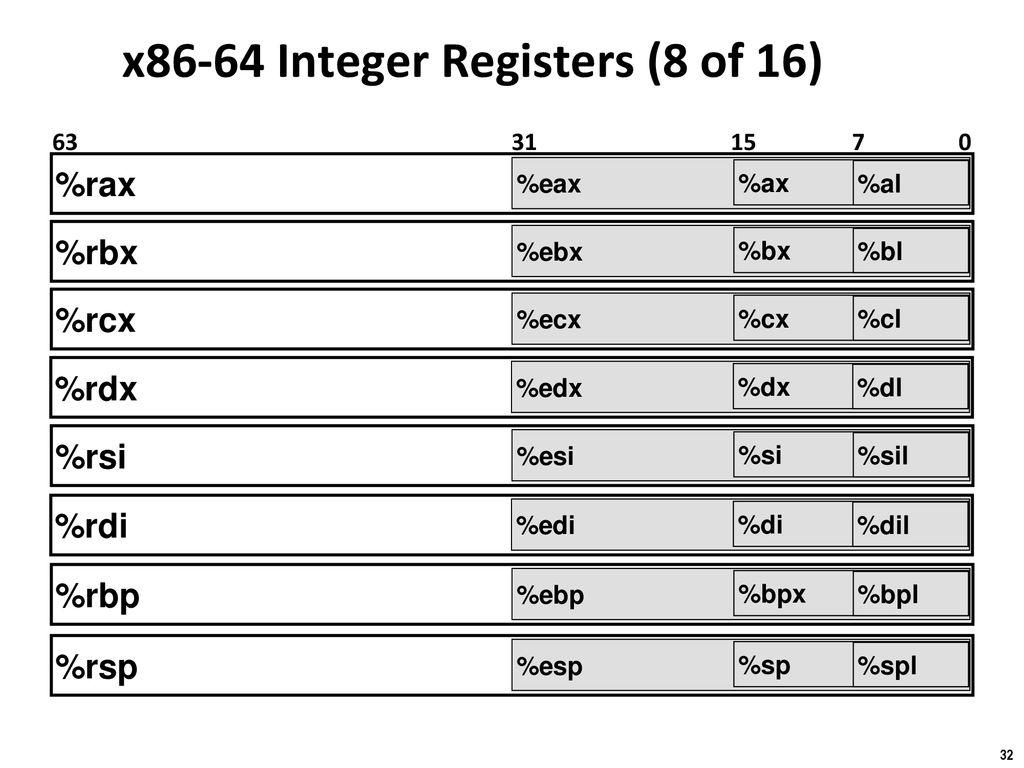 x86-64 Integer Registers (8 of 16)
63 31 15 7 0
%rax %eax %ax %al
%rbx %ebx %bx %bl
%rcx %ecx %cx %cl
%rdx %edx %dx %dl
%rsi %esi %si %sil
%rdi %edi %di %dil
%rbp %ebp %bpx %bpl
%rsp %esp %sp %spl
32